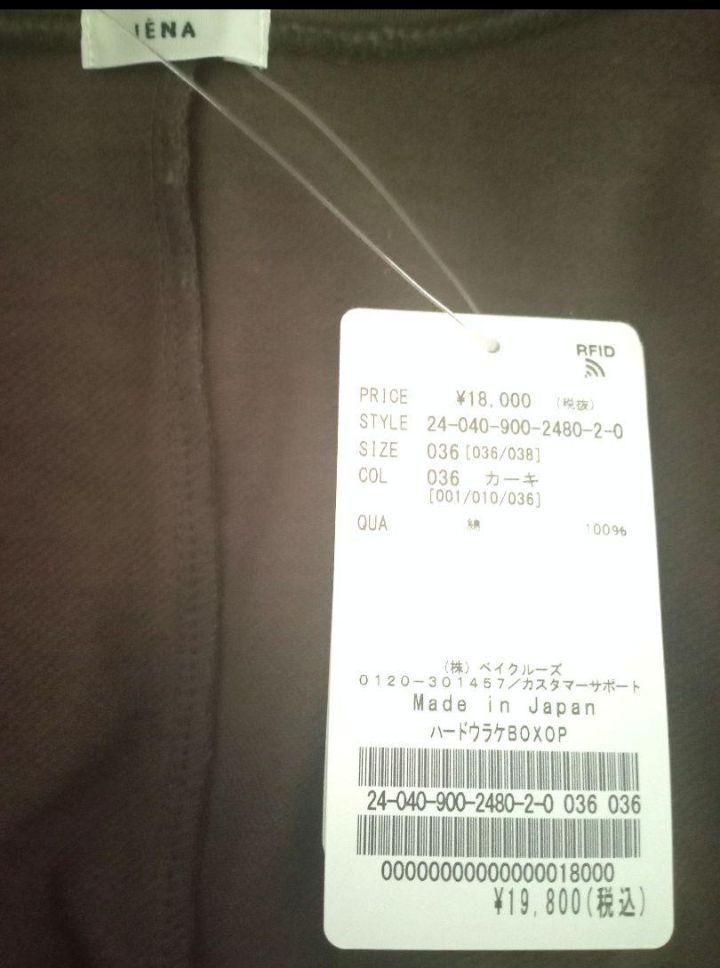 IÉNA
RFID
PRICE ¥18,000 (税抜)
STYLE 24-040-900-2480-2-0
SIZE 036 [036/038]
COL 036 カーキ
[001/010/036]
QUA 綿 100%
(株) ベイクルーズ
0120-301457/カスタマーサポート
Made in Japan
ハードウラケBOXOP
24-040-900-2480-2-0 036 036
00000000000000018000
¥19,800(税込)